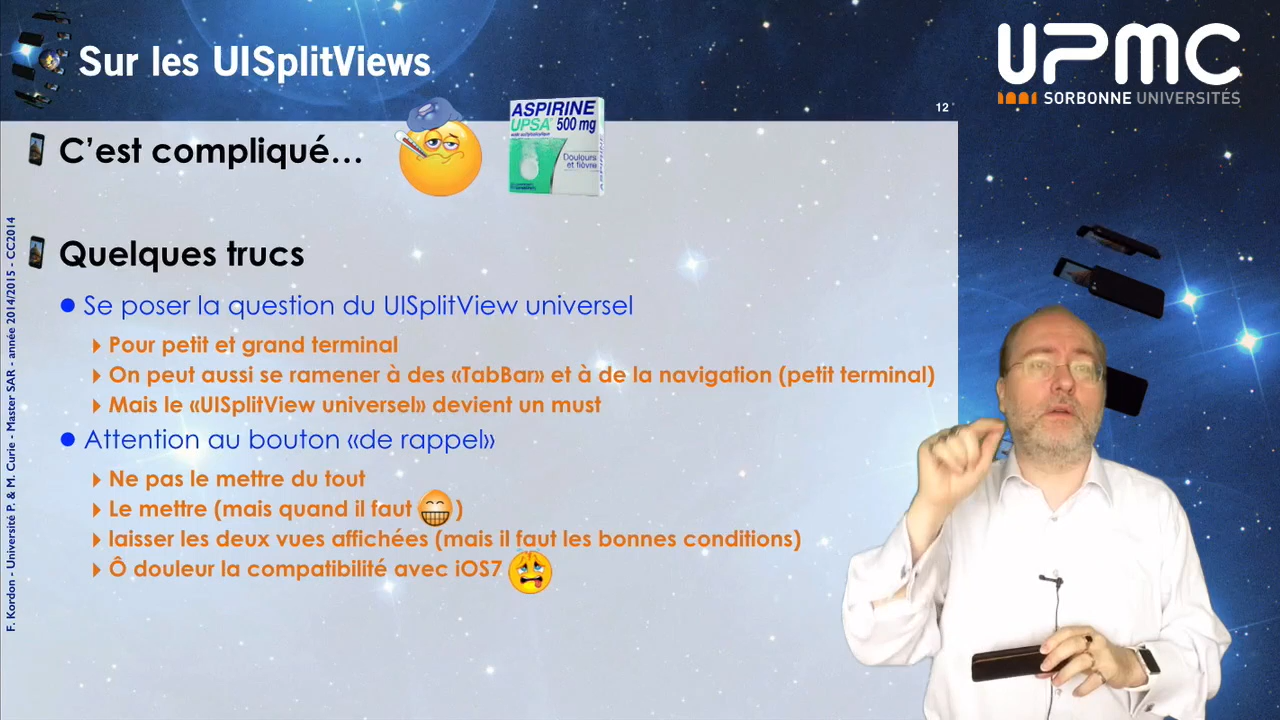 Sur les UISplitViews
UPMC
SORBONNE UNIVERSITÉS
12
C’est compliqué…
ASPIRINE
UPSA 500 mg
Douleurs
et fièvre
ASPIRINE
Quelques trucs
Se poser la question du UISplitView universel
Pour petit et grand terminal
On peut aussi se ramener à des «TabBar» et à de la navigation (petit terminal)
Mais le «UISplitView universel» devient un must
Attention au bouton «de rappel»
Ne pas le mettre du tout
Le mettre (mais quand il faut )
laisser les deux vues affichées (mais il faut les bonnes conditions)
Ô douleur la compatibilité avec iOS7
F. Kordon - Université P. & M. Curie - Master SAR - année 2014/2015 - CC2014